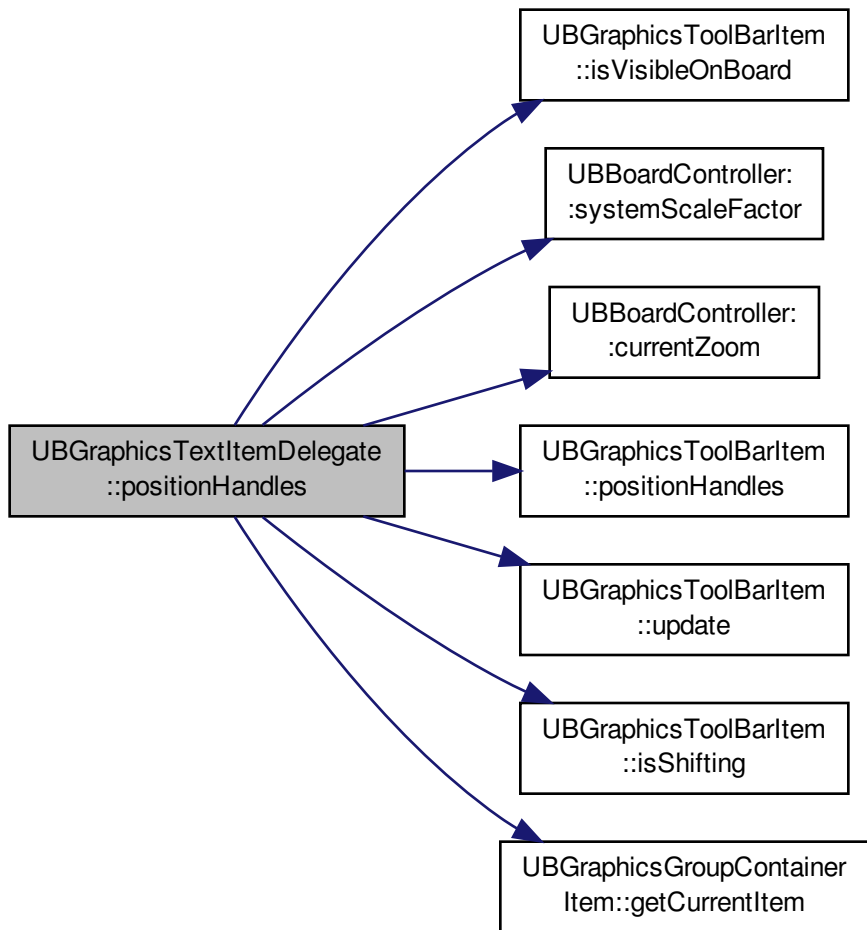 UBGraphicsToolBarItem
::isVisibleOnBoard
UBBoardController:
:systemScaleFactor
UBBoardController:
:currentZoom
UBGraphicsTextItemDelegate
::positionHandles
UBGraphicsToolBarItem
::positionHandles
UBGraphicsToolBarItem
::update
UBGraphicsToolBarItem
::isShifting
UBGraphicsGroupContainer
Item::getCurrentItem